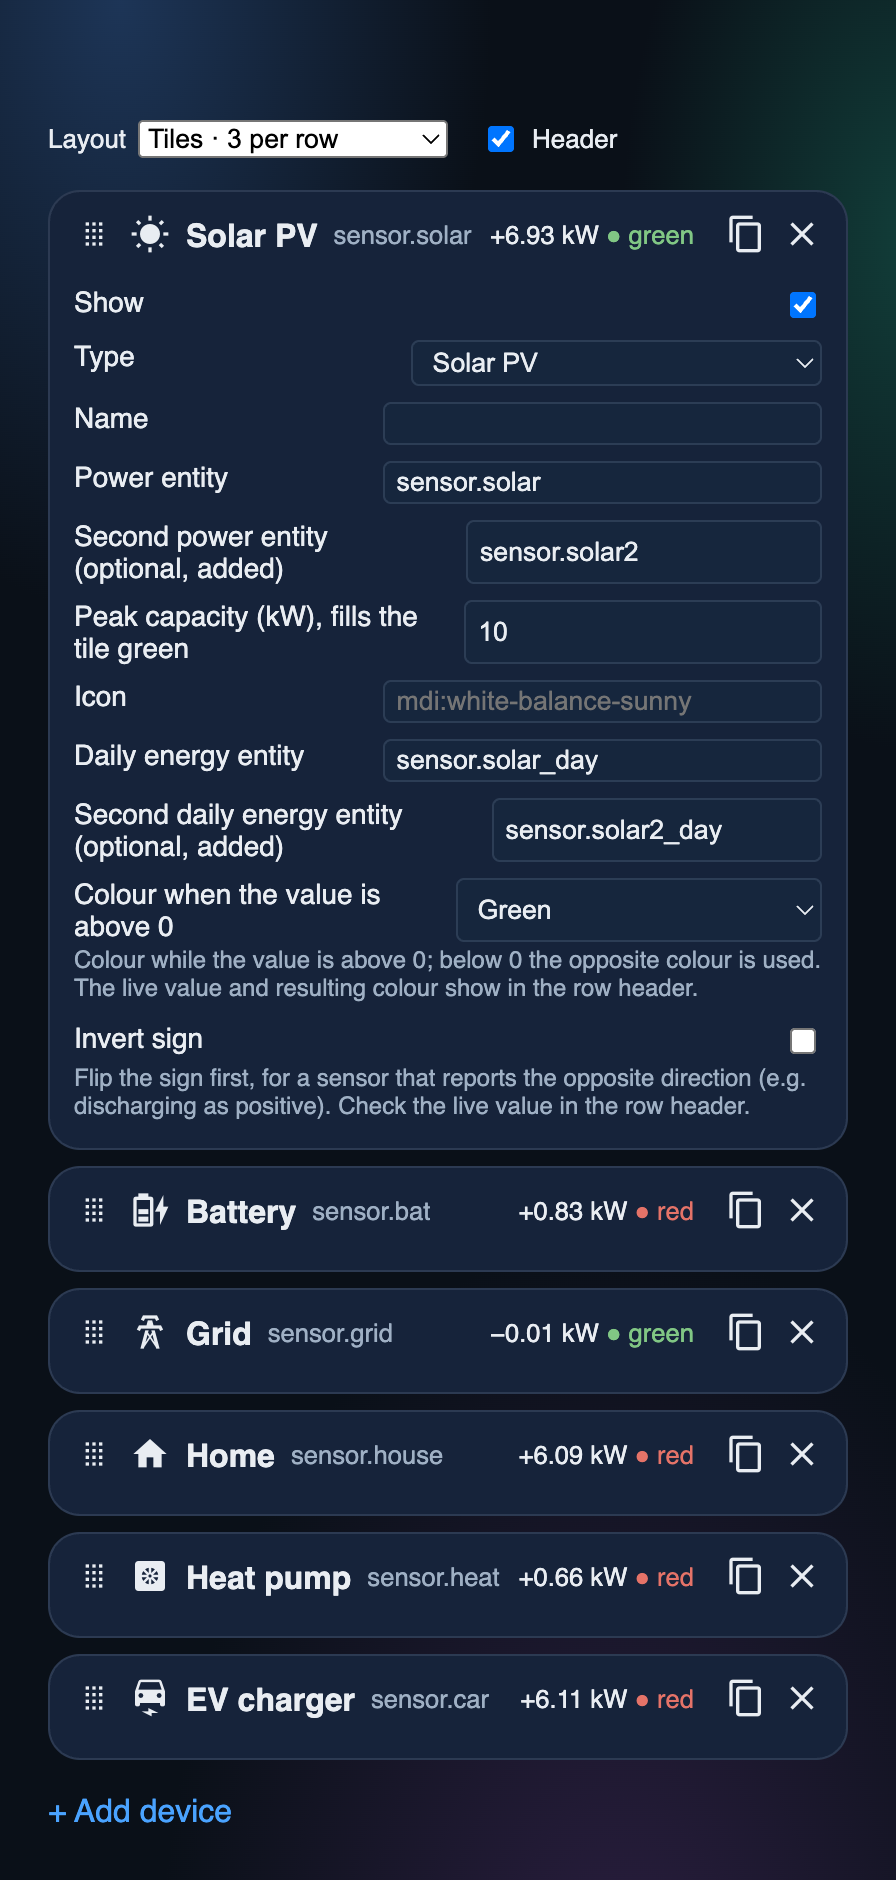 Layout Tiles · 3 per row Header
Solar PV sensor.solar +6.93 kW ● green
Show
Type Solar PV
Name
Power entity sensor.solar
Second power entity
(optional, added) sensor.solar2
Peak capacity (kW), fills the
tile green 10
Icon mdi:white-balance-sunny
Daily energy entity sensor.solar_day
Second daily energy entity
(optional, added) sensor.solar2_day
Colour when the value is
above 0 Green
Colour while the value is above 0; below 0 the opposite colour is used.
The live value and resulting colour show in the row header.
Invert sign
Flip the sign first, for a sensor that reports the opposite direction (e.g.
discharging as positive). Check the live value in the row header.
Battery sensor.bat +0.83 kW ● red
Grid sensor.grid −0.01 kW ● green
Home sensor.house +6.09 kW ● red
Heat pump sensor.heat +0.66 kW ● red
EV charger sensor.car +6.11 kW ● red
+ Add device